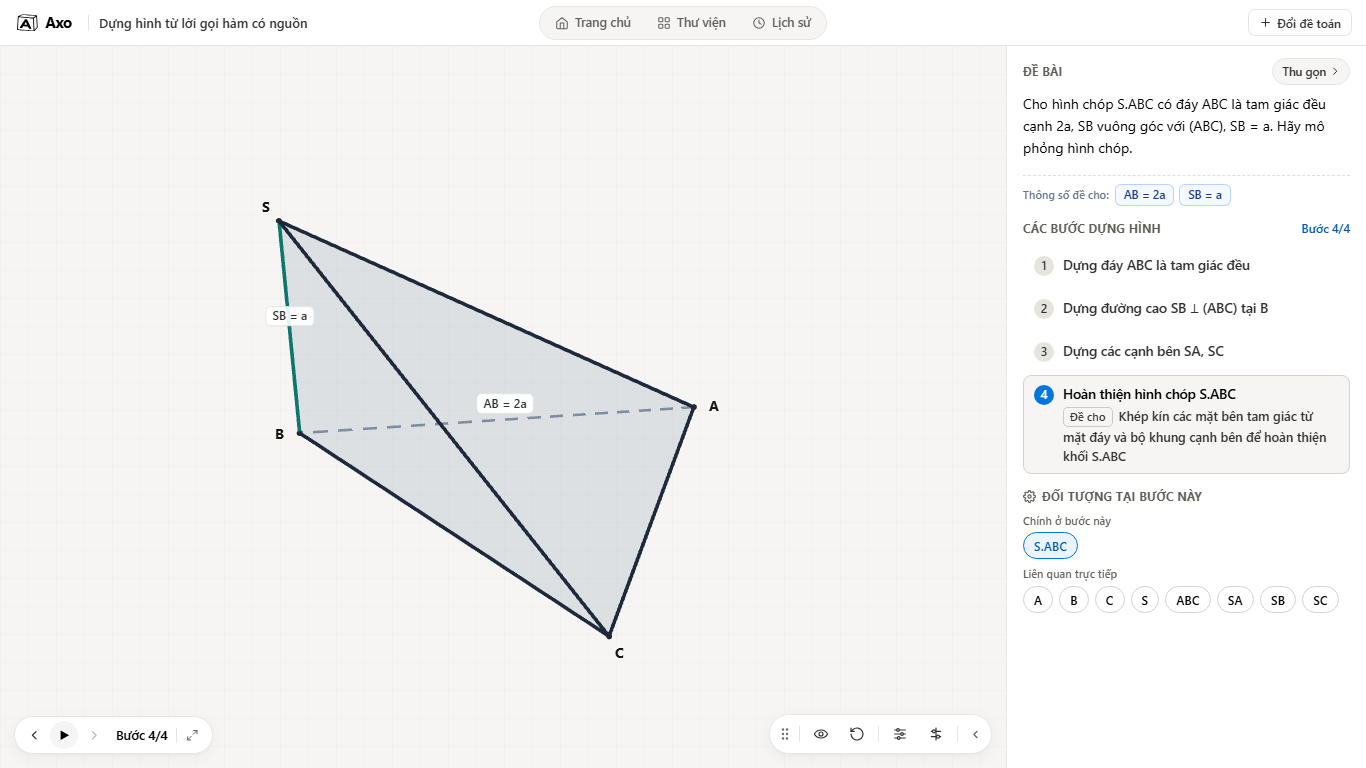 Axo
Dựng hình từ lời gọi hàm có nguồn
Trang chủ
Thư viện
Lịch sử
Đổi đề toán
S
SB = a
AB = 2a
A
B
C
Bước 4/4
ĐỀ BÀI
Thu gọn
Cho hình chóp S.ABC có đáy ABC là tam giác đều
cạnh 2a, SB vuông góc với (ABC), SB = a. Hãy mô
phỏng hình chóp.
Thông số đề cho: AB = 2a SB = a
CÁC BƯỚC DỰNG HÌNH
Bước 4/4
1 Dựng đáy ABC là tam giác đều
2 Dựng đường cao SB ⊥ (ABC) tại B
3 Dựng các cạnh bên SA, SC
4 Hoàn thiện hình chóp S.ABC
Đề cho Khép kín các mặt bên tam giác từ
mặt đáy và bộ khung cạnh bên để hoàn thiện
khối S.ABC
ĐỐI TƯỢNG TẠI BƯỚC NÀY
Chính ở bước này
S.ABC
Liên quan trực tiếp
A B C S ABC SA SB SC